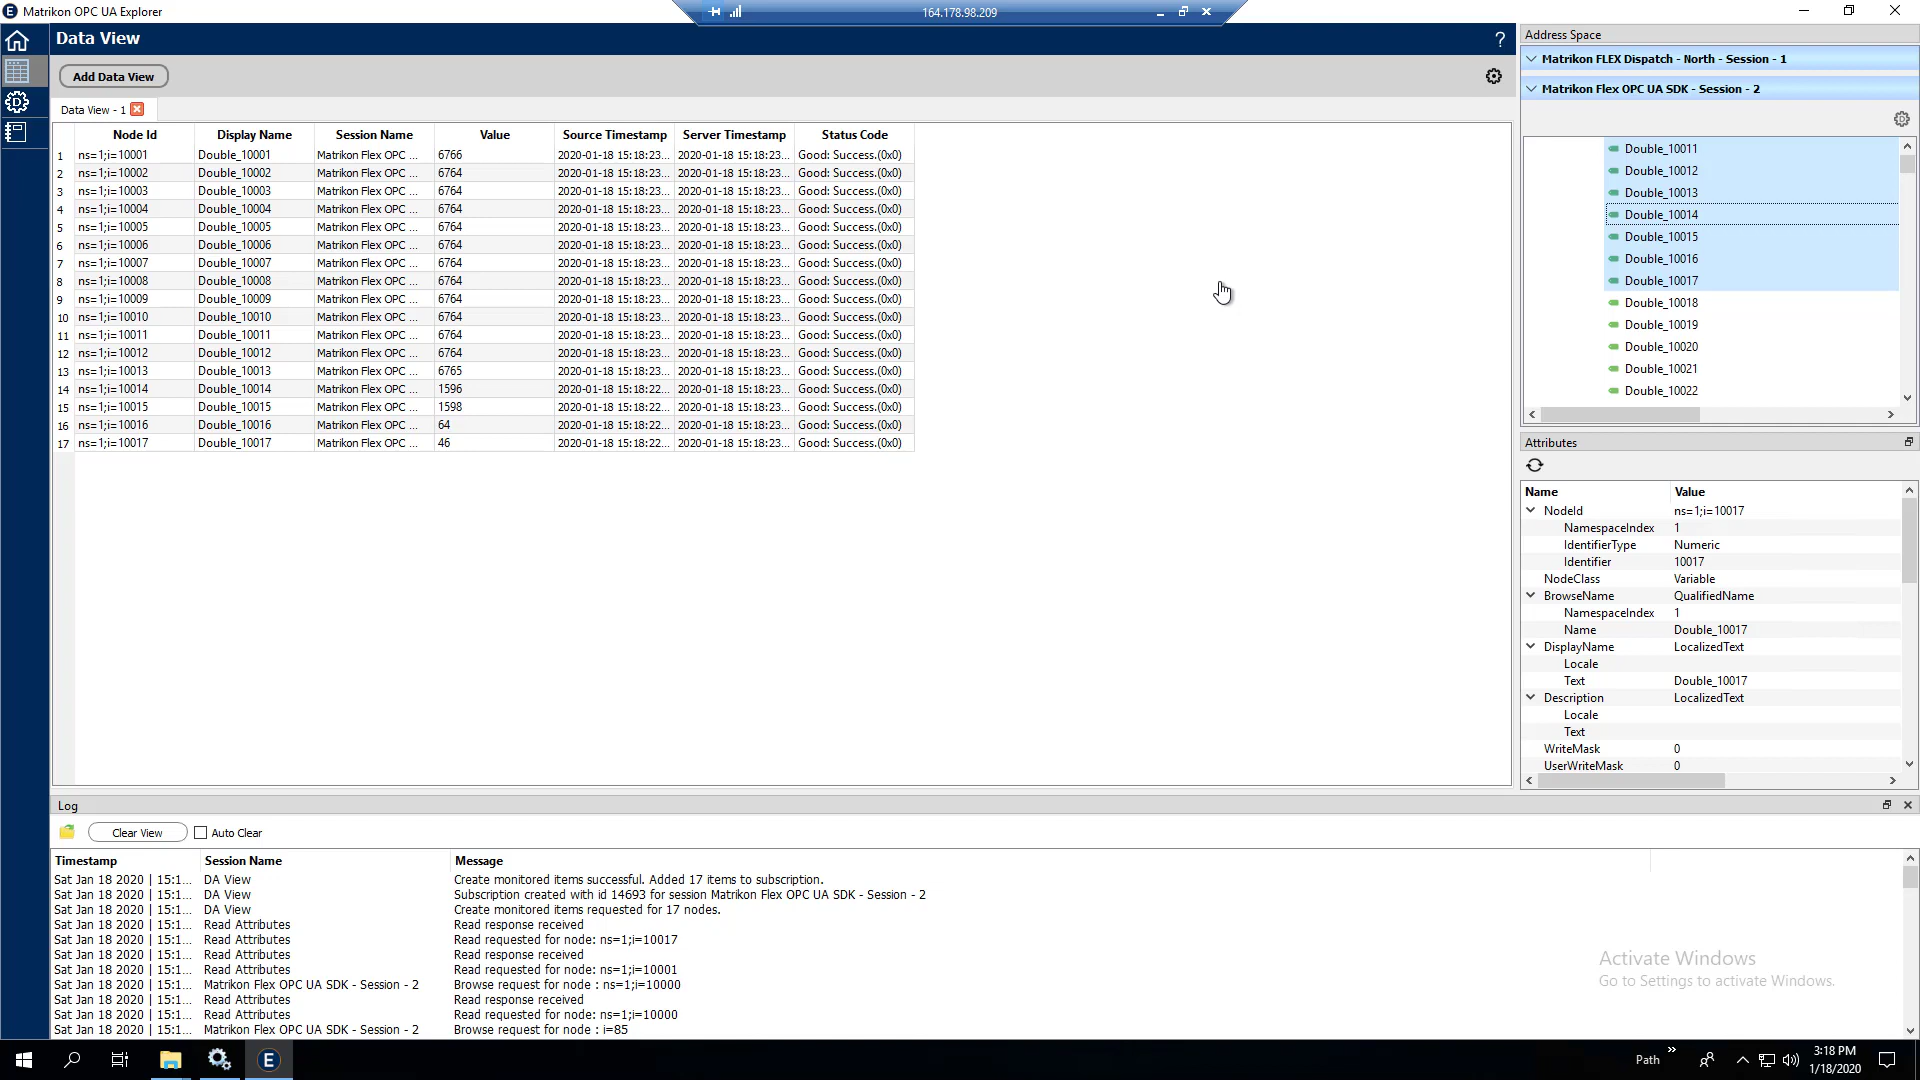 Matrikon OPC UA Explorer
164.178.98.209
Data View
?
Add Data View
Data View - 1
Node Id Display Name Session Name Value Source Timestamp Server Timestamp Status Code
1 ns=1;i=10001 Double_10001 Matrikon Flex OPC ... 6766 2020-01-18 15:18:23... 2020-01-18 15:18:23... Good: Success.(0x0)
2 ns=1;i=10002 Double_10002 Matrikon Flex OPC ... 6764 2020-01-18 15:18:23... 2020-01-18 15:18:23... Good: Success.(0x0)
3 ns=1;i=10003 Double_10003 Matrikon Flex OPC ... 6764 2020-01-18 15:18:23... 2020-01-18 15:18:23... Good: Success.(0x0)
4 ns=1;i=10004 Double_10004 Matrikon Flex OPC ... 6764 2020-01-18 15:18:23... 2020-01-18 15:18:23... Good: Success.(0x0)
5 ns=1;i=10005 Double_10005 Matrikon Flex OPC ... 6764 2020-01-18 15:18:23... 2020-01-18 15:18:23... Good: Success.(0x0)
6 ns=1;i=10006 Double_10006 Matrikon Flex OPC ... 6764 2020-01-18 15:18:23... 2020-01-18 15:18:23... Good: Success.(0x0)
7 ns=1;i=10007 Double_10007 Matrikon Flex OPC ... 6764 2020-01-18 15:18:23... 2020-01-18 15:18:23... Good: Success.(0x0)
8 ns=1;i=10008 Double_10008 Matrikon Flex OPC ... 6764 2020-01-18 15:18:23... 2020-01-18 15:18:23... Good: Success.(0x0)
9 ns=1;i=10009 Double_10009 Matrikon Flex OPC ... 6764 2020-01-18 15:18:23... 2020-01-18 15:18:23... Good: Success.(0x0)
10 ns=1;i=10010 Double_10010 Matrikon Flex OPC ... 6764 2020-01-18 15:18:23... 2020-01-18 15:18:23... Good: Success.(0x0)
11 ns=1;i=10011 Double_10011 Matrikon Flex OPC ... 6764 2020-01-18 15:18:23... 2020-01-18 15:18:23... Good: Success.(0x0)
12 ns=1;i=10012 Double_10012 Matrikon Flex OPC ... 6764 2020-01-18 15:18:23... 2020-01-18 15:18:23... Good: Success.(0x0)
13 ns=1;i=10013 Double_10013 Matrikon Flex OPC ... 6765 2020-01-18 15:18:23... 2020-01-18 15:18:23... Good: Success.(0x0)
14 ns=1;i=10014 Double_10014 Matrikon Flex OPC ... 1596 2020-01-18 15:18:22... 2020-01-18 15:18:23... Good: Success.(0x0)
15 ns=1;i=10015 Double_10015 Matrikon Flex OPC ... 1598 2020-01-18 15:18:22... 2020-01-18 15:18:23... Good: Success.(0x0)
16 ns=1;i=10016 Double_10016 Matrikon Flex OPC ... 64 2020-01-18 15:18:22... 2020-01-18 15:18:23... Good: Success.(0x0)
17 ns=1;i=10017 Double_10017 Matrikon Flex OPC ... 46 2020-01-18 15:18:22... 2020-01-18 15:18:23... Good: Success.(0x0)
Address Space
Matrikon FLEX Dispatch - North - Session - 1
Matrikon Flex OPC UA SDK - Session - 2
Double_10011
Double_10012
Double_10013
Double_10014
Double_10015
Double_10016
Double_10017
Double_10018
Double_10019
Double_10020
Double_10021
Double_10022
Attributes
Name Value
NodeId ns=1;i=10017
NamespaceIndex 1
IdentifierType Numeric
Identifier 10017
NodeClass Variable
BrowseName QualifiedName
NamespaceIndex 1
Name Double_10017
DisplayName LocalizedText
Locale
Text Double_10017
Description LocalizedText
Locale
Text
WriteMask 0
UserWriteMask 0
Log
Clear View Auto Clear
Timestamp Session Name Message
Sat Jan 18 2020 | 15:1... DA View Create monitored items successful. Added 17 items to subscription.
Sat Jan 18 2020 | 15:1... DA View Subscription created with id 14693 for session Matrikon Flex OPC UA SDK - Session - 2
Sat Jan 18 2020 | 15:1... DA View Create monitored items requested for 17 nodes.
Sat Jan 18 2020 | 15:1... Read Attributes Read response received
Sat Jan 18 2020 | 15:1... Read Attributes Read requested for node: ns=1;i=10017
Sat Jan 18 2020 | 15:1... Read Attributes Read response received
Sat Jan 18 2020 | 15:1... Read Attributes Read requested for node: ns=1;i=10001
Sat Jan 18 2020 | 15:1... Matrikon Flex OPC UA SDK - Session - 2 Browse request for node : ns=1;i=10000
Sat Jan 18 2020 | 15:1... Read Attributes Read response received
Sat Jan 18 2020 | 15:1... Read Attributes Read requested for node: ns=1;i=10000
Sat Jan 18 2020 | 15:1... Matrikon Flex OPC UA SDK - Session - 2 Browse request for node : i=85
Activate Windows
Go to Settings to activate Windows.
Path
3:18 PM
1/18/2020